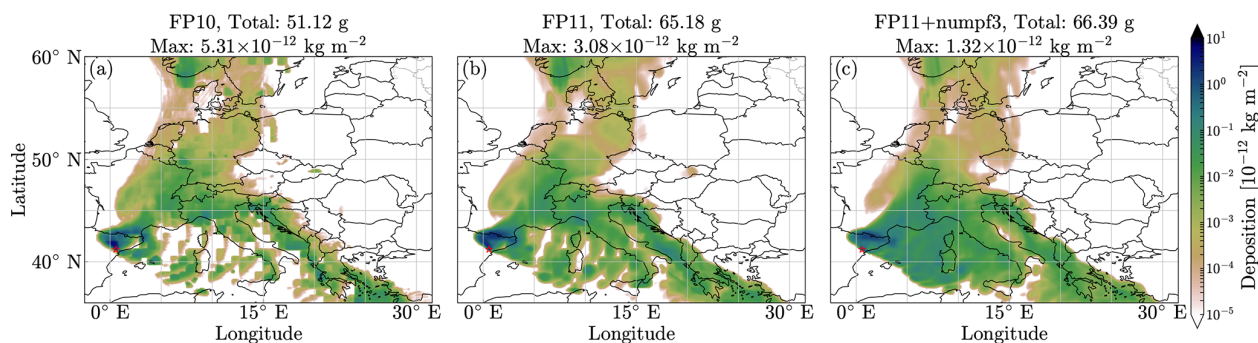 FP10, Total: 51.12 g
Max: 5.31×10⁻¹² kg m⁻²
FP11, Total: 65.18 g
Max: 3.08×10⁻¹² kg m⁻²
FP11+numpf3, Total: 66.39 g
Max: 1.32×10⁻¹² kg m⁻²
(a)
(b)
(c)
60° N
50° N
40° N
Latitude
0° E
15° E
30° E
0° E
15° E
30° E
0° E
15° E
30° E
Longitude
Longitude
Longitude
10¹
10⁰
10⁻¹
10⁻²
10⁻³
10⁻⁴
10⁻⁵
Deposition [10⁻¹² kg m⁻²]